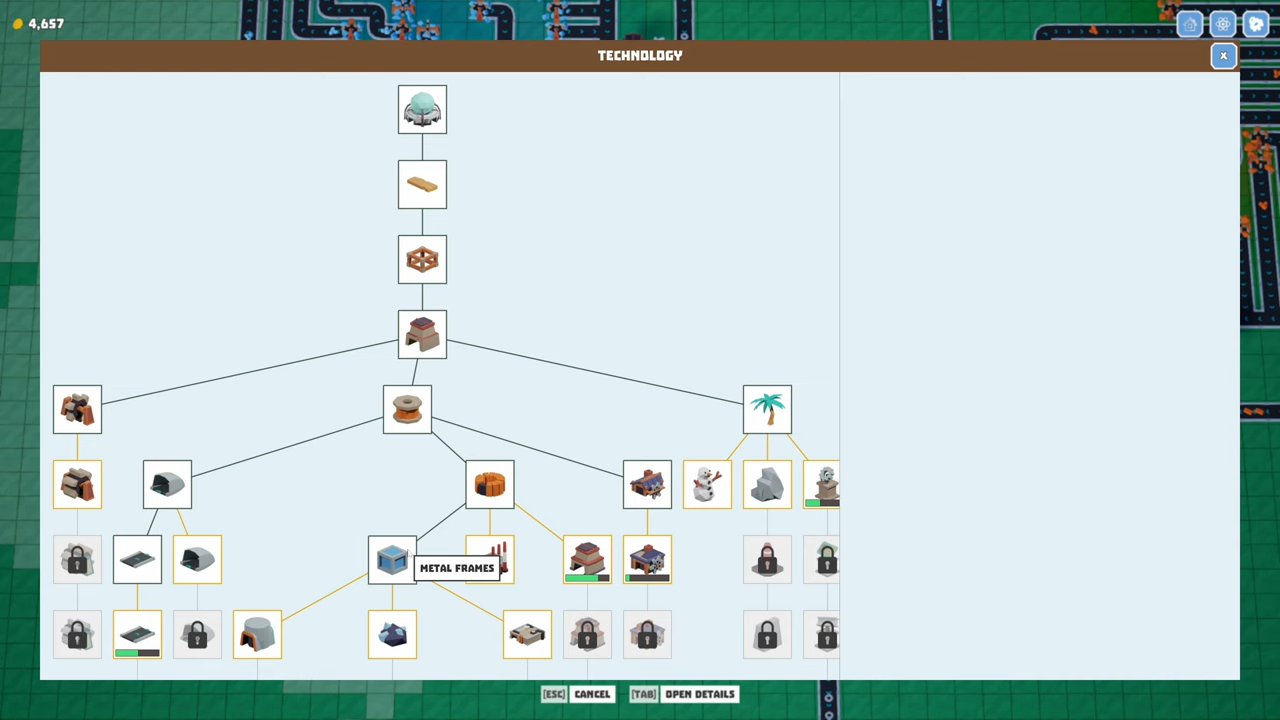 4,657
TECHNOLOGY
X
METAL FRAMES
[ESC] CANCEL [TAB] OPEN DETAILS